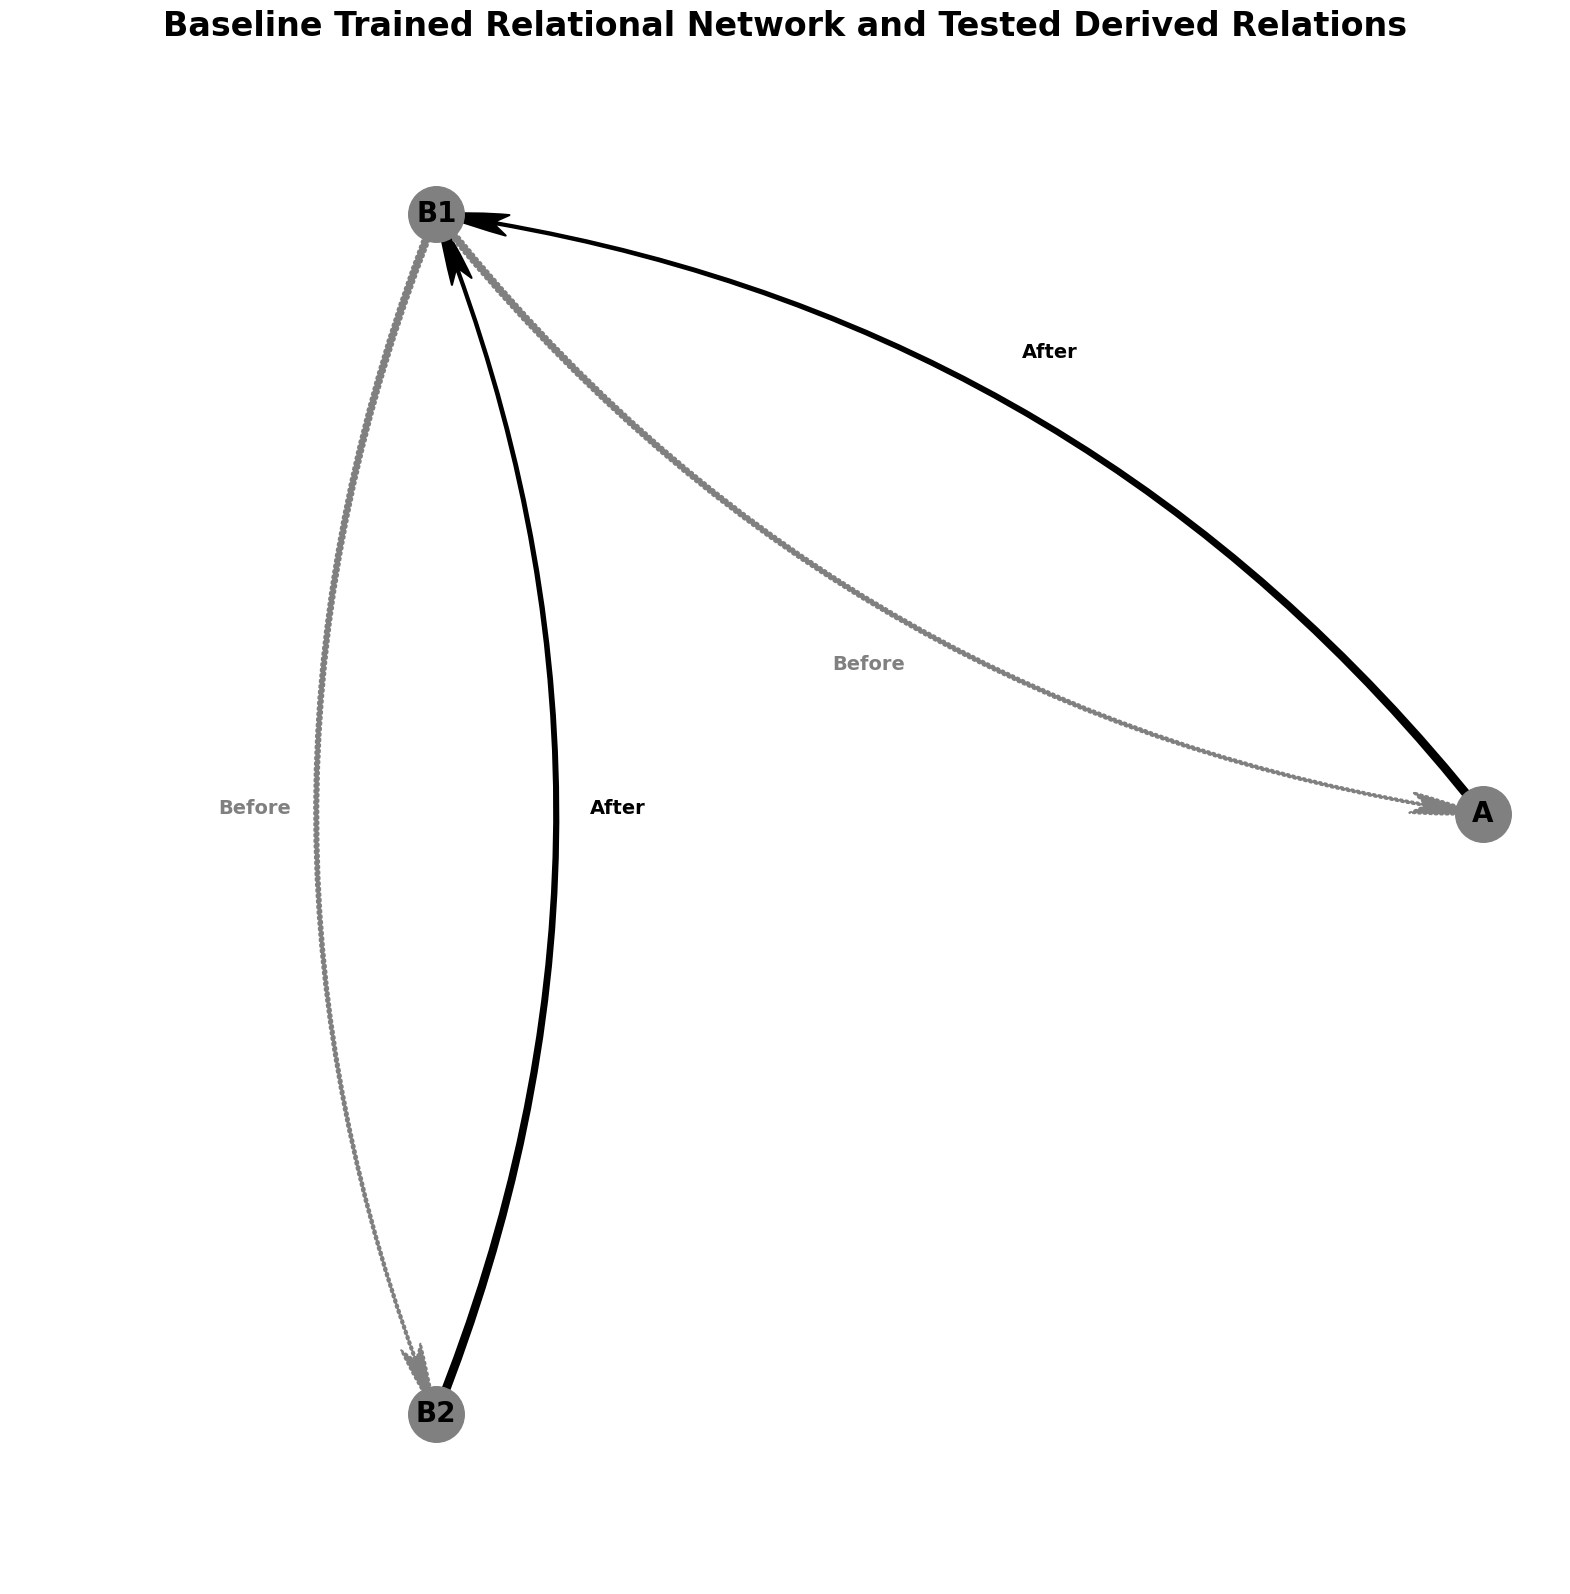 Baseline Trained Relational Network and Tested Derived Relations
B1
After
Before
Before
After
A
B2